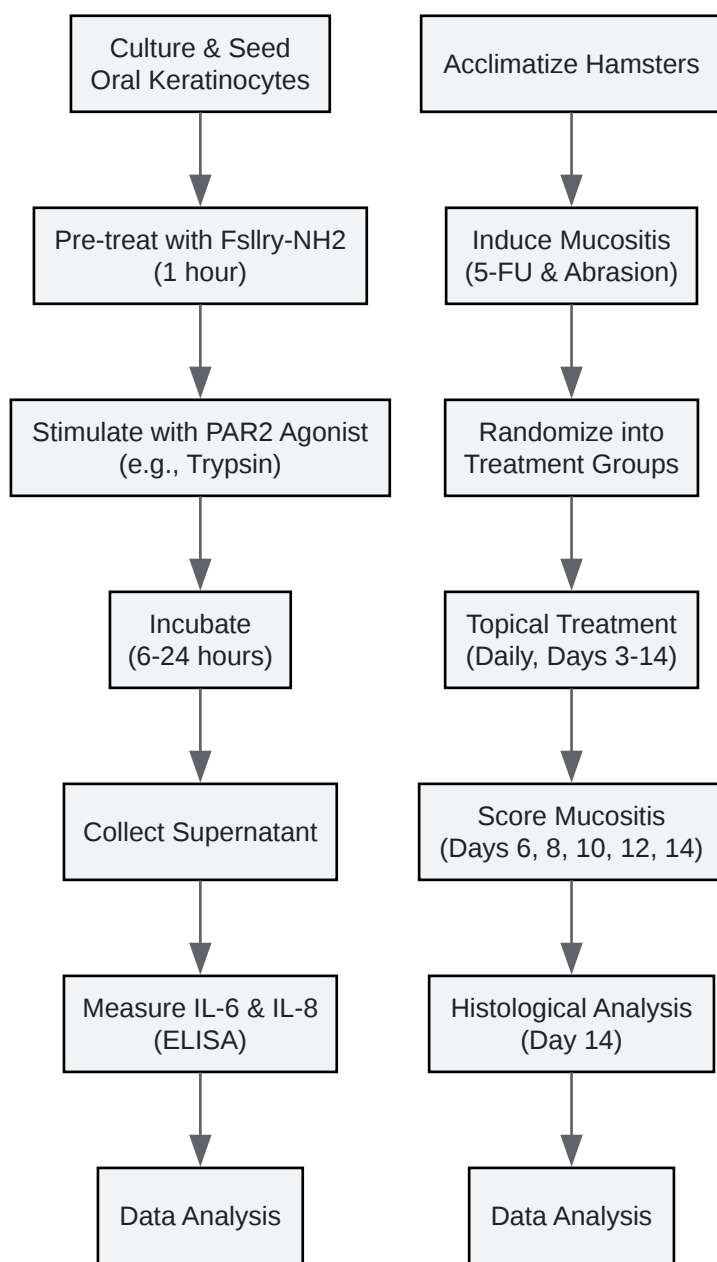 Culture & Seed
Oral Keratinocytes
Pre-treat with Fsllry-NH2
(1 hour)
Stimulate with PAR2 Agonist
(e.g., Trypsin)
Incubate
(6-24 hours)
Collect Supernatant
Measure IL-6 & IL-8
(ELISA)
Data Analysis
Acclimatize Hamsters
Induce Mucositis
(5-FU & Abrasion)
Randomize into
Treatment Groups
Topical Treatment
(Daily, Days 3-14)
Score Mucositis
(Days 6, 8, 10, 12, 14)
Histological Analysis
(Day 14)
Data Analysis